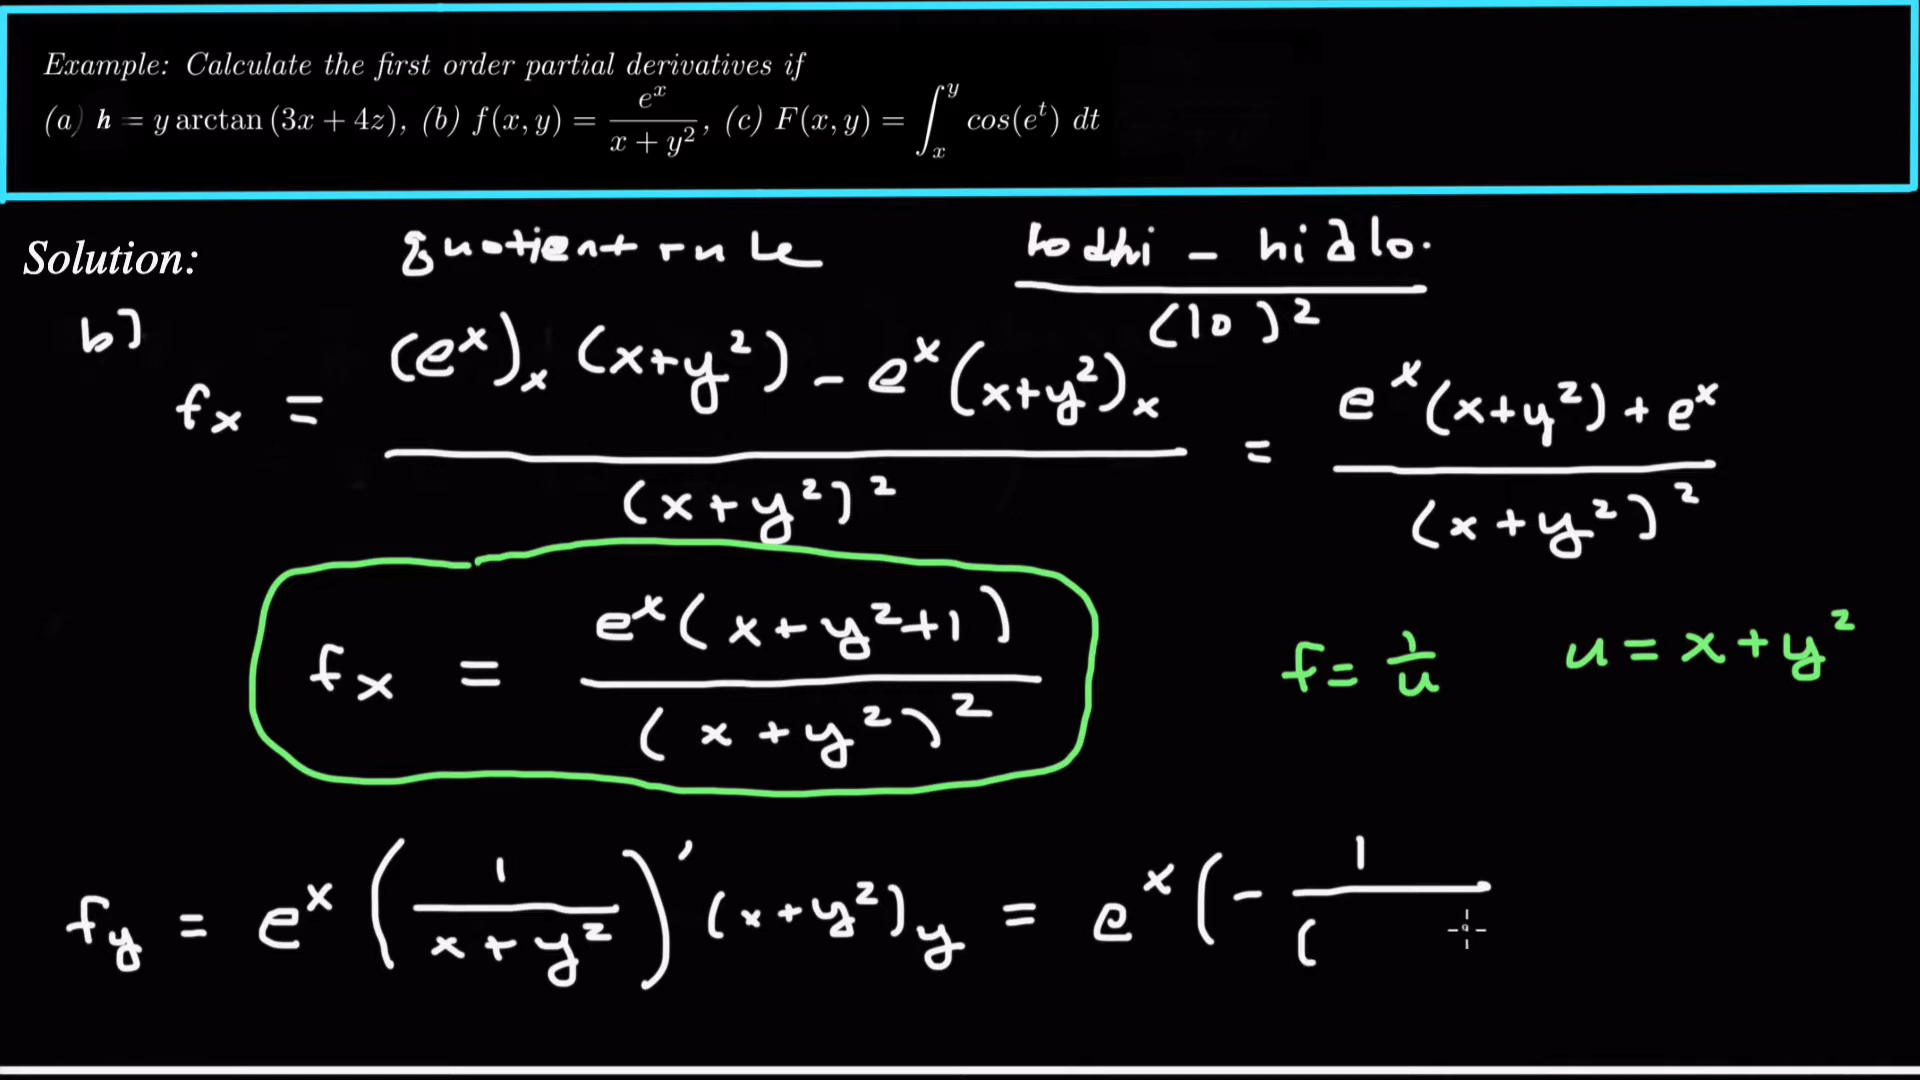 Example: Calculate the first order partial derivatives if
(a) h = y arctan (3x + 4z), (b) f(x, y) = e^x / (x + y^2), (c) F(x, y) = ∫_x^y cos(e^t) dt
Solution:
quotient rule
(lo dhi - hi dlo.) / (lo)^2
b)
f_x = ((e^x)_x (x+y^2) - e^x (x+y^2)_x) / (x+y^2)^2 = (e^x (x+y^2) + e^x) / (x+y^2)^2
f_x = e^x (x+y^2+1) / (x+y^2)^2
f = 1/u
u = x+y^2
f_y = e^x (1 / (x+y^2))' (x+y^2)_y = e^x (- 1 / (